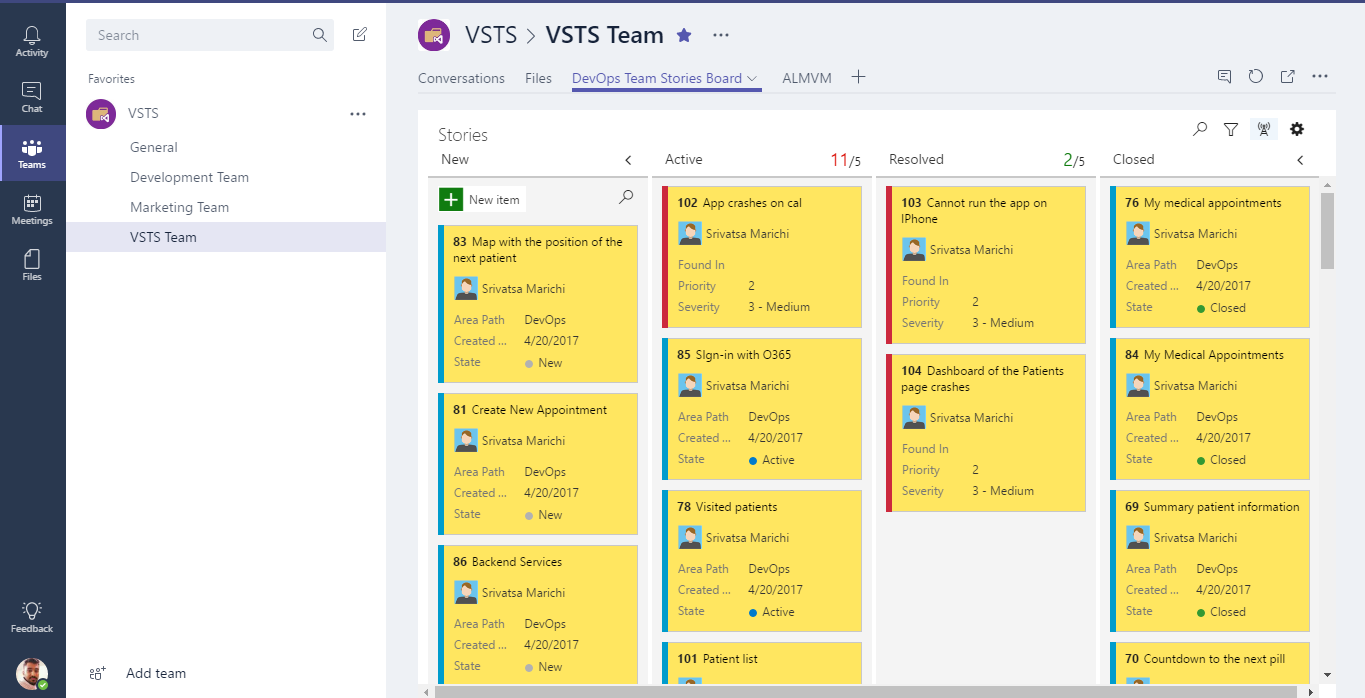 Activity
Chat
Teams
Meetings
Files
Feedback
Search
Favorites
VSTS
General
Development Team
Marketing Team
VSTS Team
Add team
VSTS > VSTS Team
Conversations Files DevOps Team Stories Board ALMVM
Stories
New
New item
83 Map with the position of the
next patient
Srivatsa Marichi
Area Path DevOps
Created ... 4/20/2017
State New
81 Create New Appointment
Srivatsa Marichi
Area Path DevOps
Created ... 4/20/2017
State New
86 Backend Services
Srivatsa Marichi
Area Path DevOps
Created ... 4/20/2017
State New
Active 11/5
102 App crashes on cal
Srivatsa Marichi
Found In
Priority 2
Severity 3 - Medium
85 SIgn-in with O365
Srivatsa Marichi
Area Path DevOps
Created ... 4/20/2017
State Active
78 Visited patients
Srivatsa Marichi
Area Path DevOps
Created ... 4/20/2017
State Active
101 Patient list
Resolved 2/5
103 Cannot run the app on
IPhone
Srivatsa Marichi
Found In
Priority 2
Severity 3 - Medium
104 Dashboard of the Patients
page crashes
Srivatsa Marichi
Found In
Priority 2
Severity 3 - Medium
Closed
76 My medical appointments
Srivatsa Marichi
Area Path DevOps
Created ... 4/20/2017
State Closed
84 My Medical Appointments
Srivatsa Marichi
Area Path DevOps
Created ... 4/20/2017
State Closed
69 Summary patient information
Srivatsa Marichi
Area Path DevOps
Created ... 4/20/2017
State Closed
70 Countdown to the next pill